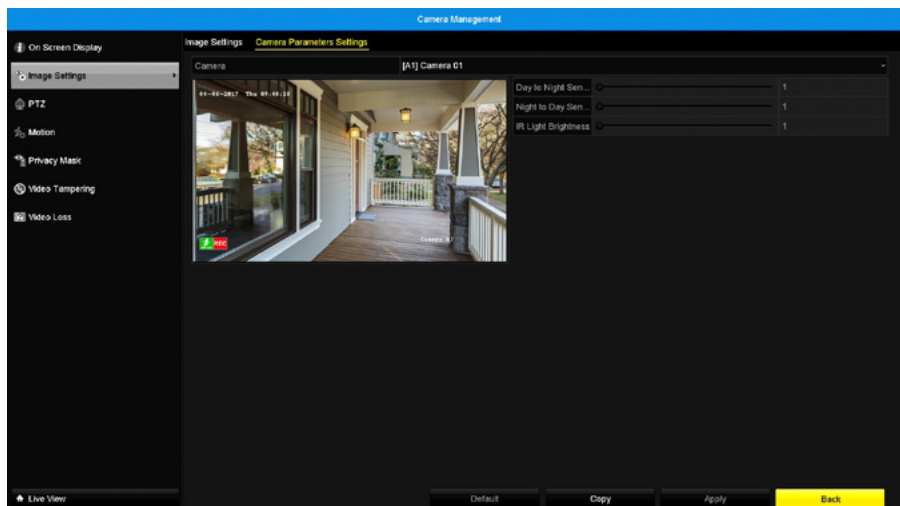 Camera Management
On Screen Display
Image Settings
PTZ
Motion
Privacy Mask
Video Tampering
Video Loss
Live View
Image Settings Camera Parameters Settings
Camera [A1] Camera 01
Thu
REC
Camera
Day to Night Sen... 1
Night to Day Sen... 1
IR Light Brightness 1
Default Copy Apply Back